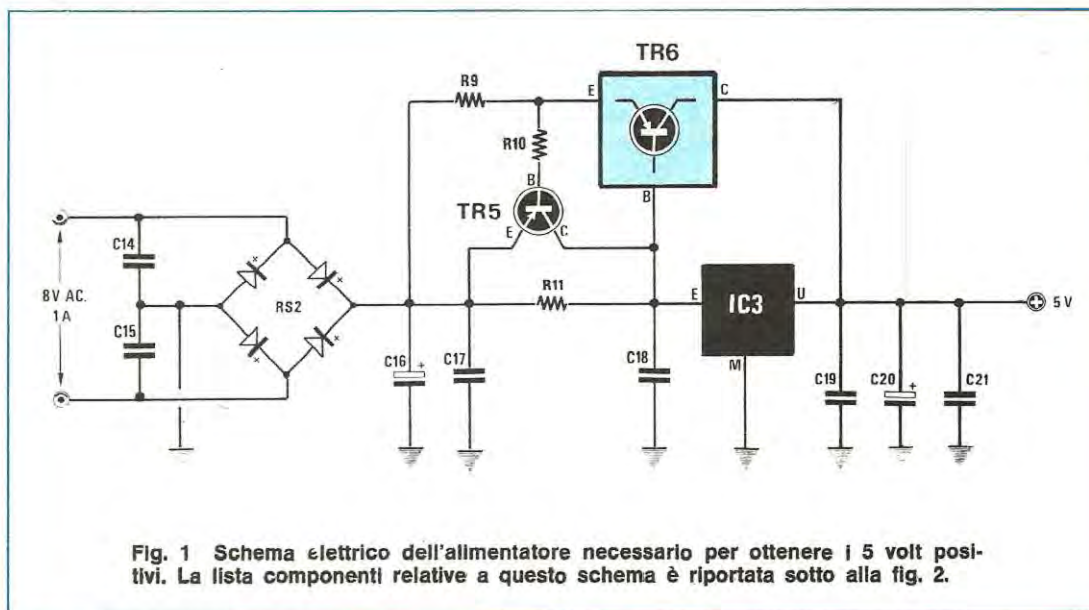 TR6
R9
E
C
R10
B
B
TR5
E
C
C14
8V AC.
1A
RS2
R11
E
IC3
U
5 V
C15
C16
+
C17
C18
M
C19
C20
+
C21
Fig. 1 Schema elettrico dell'alimentatore necessario per ottenere i 5 volt posi-
tivi. La lista componenti relative a questo schema è riportata sotto alla fig. 2.